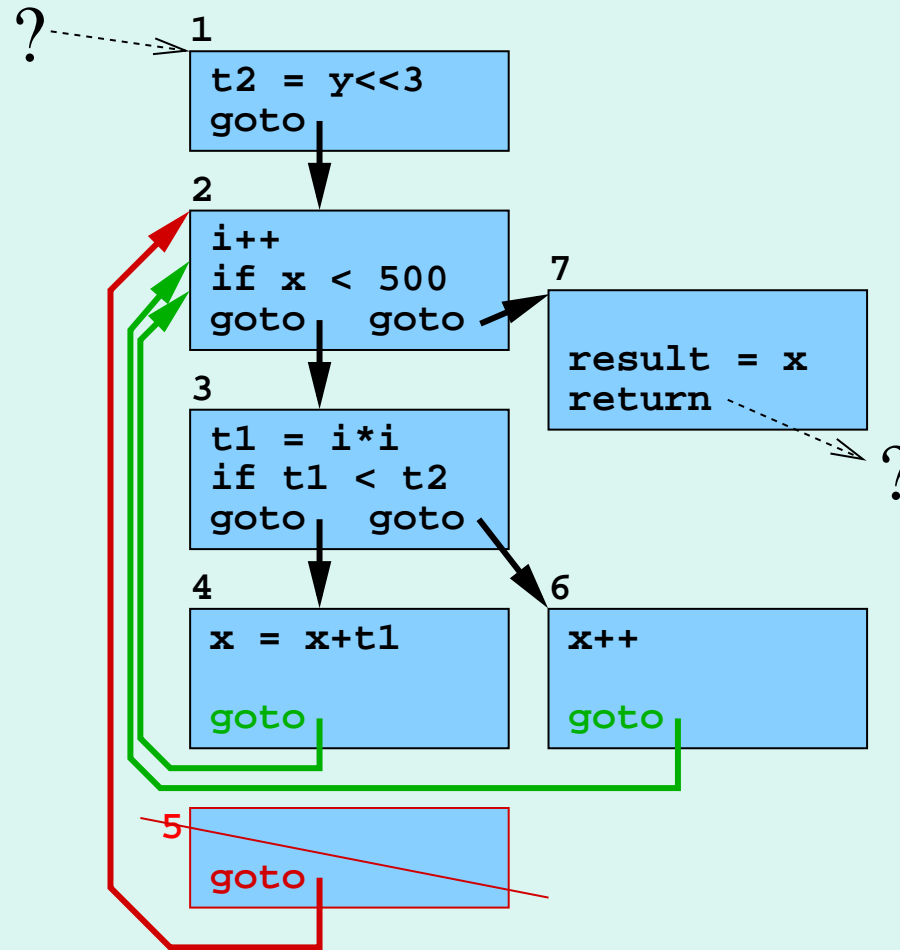 ?
1
t2 = y<<3
goto
2
i++
if x < 500
goto goto
7
result = x
return
?
3
t1 = i*i
if t1 < t2
goto goto
4
x = x+t1
goto
6
x++
goto
5
goto